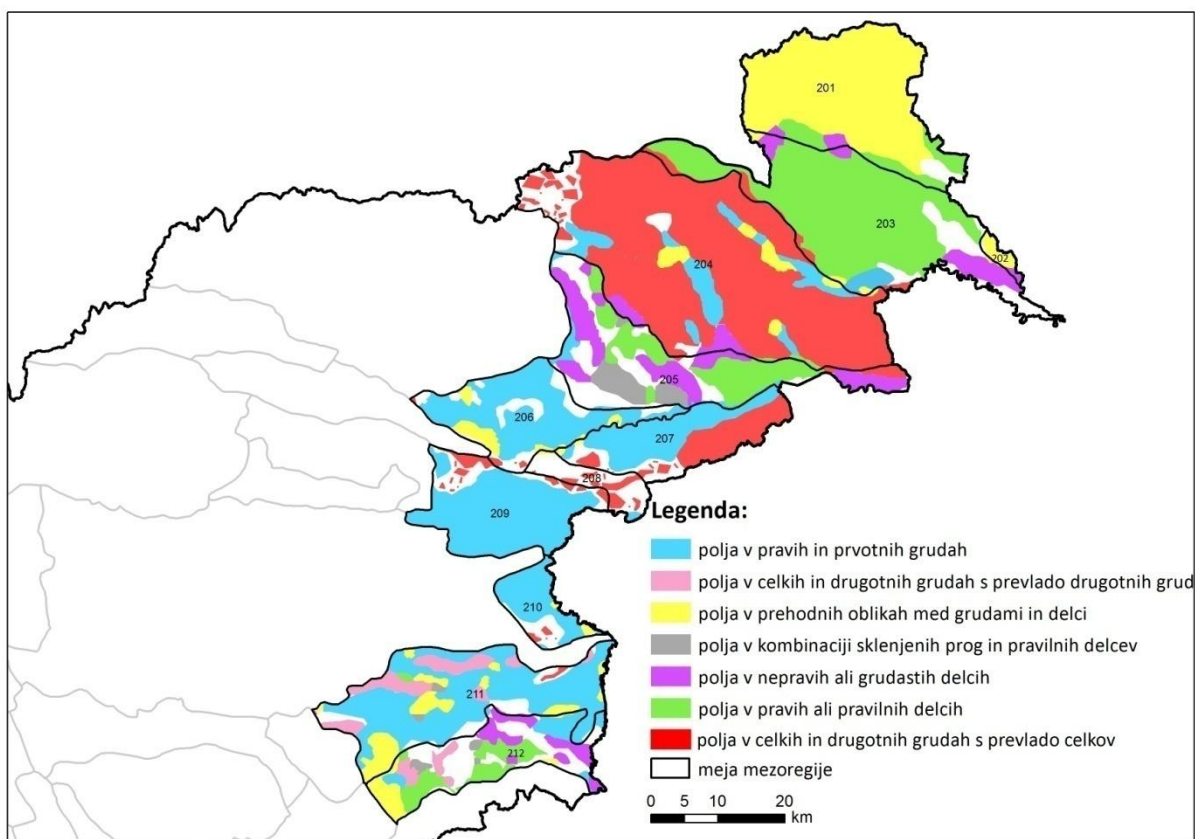 201
203
202
204
205
206
207
208
209
210
211
212
Legenda:
polja v pravih in prvotnih grudah
polja v celkih in drugotnih grudah s prevlado drugotnih grud
polja v prehodnih oblikah med grudami in delci
polja v kombinaciji sklenjenih prog in pravilnih delcev
polja v nepravih ali grudastih delcih
polja v pravih ali pravilnih delcih
polja v celkih in drugotnih grudah s prevlado celkov
meja mezoregije
0 5 10 20
km